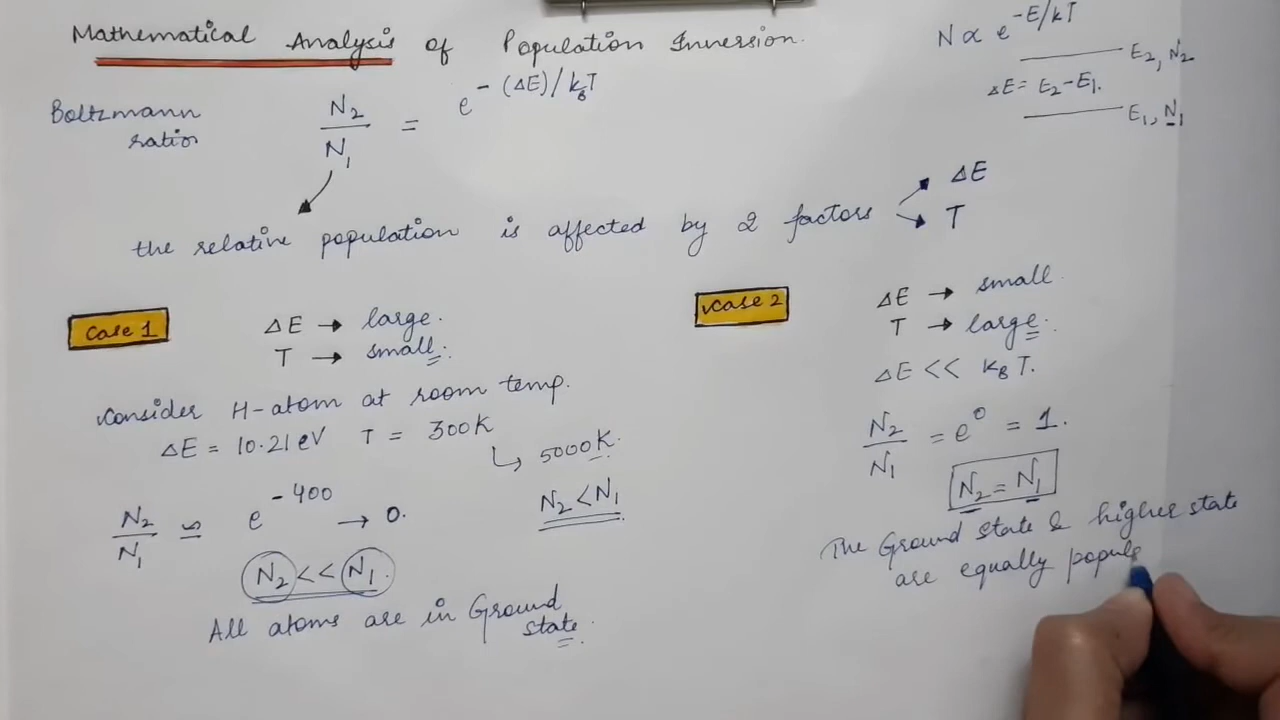 Mathematical Analysis of Population Inversion.
N ∝ e^-E/kT
E2, N2
ΔE = E2 - E1.
E1, N1
Boltzmann ratio
N2/N1 = e^-(ΔE)/kBT
the relative population is affected by 2 factors
ΔE
T
Case 1
ΔE → large.
T → small.
Consider H-atom at room temp.
ΔE = 10.21 eV T = 300K
↳ 5000K.
N2 < N1
N2/N1 ≃ e^-400 → 0.
N2 << N1.
All atoms are in Ground
state.
Case 2
ΔE → small
T → large.
ΔE << kBT.
N2/N1 = e^0 = 1.
N2 = N1
The Ground state & higher state
are equally popul